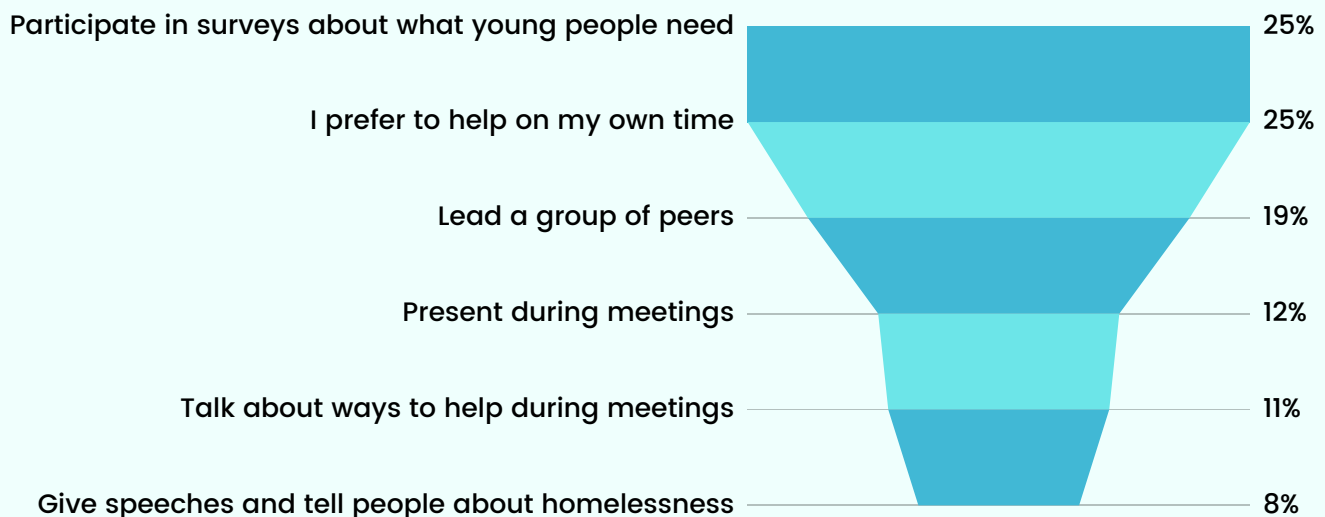 Participate in surveys about what young people need 25%
I prefer to help on my own time 25%
Lead a group of peers 19%
Present during meetings 12%
Talk about ways to help during meetings 11%
Give speeches and tell people about homelessness 8%